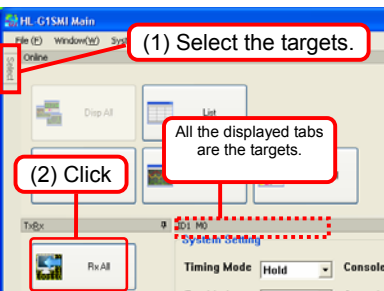 HL-G1SMI Main
File (F) Window(W) Syst
(1) Select the targets.
Select
Online
Disp All
List
All the displayed tabs
are the targets.
(2) Click
TxRx
ID1 M0
System Setting
Rx All
Timing Mode Hold Console